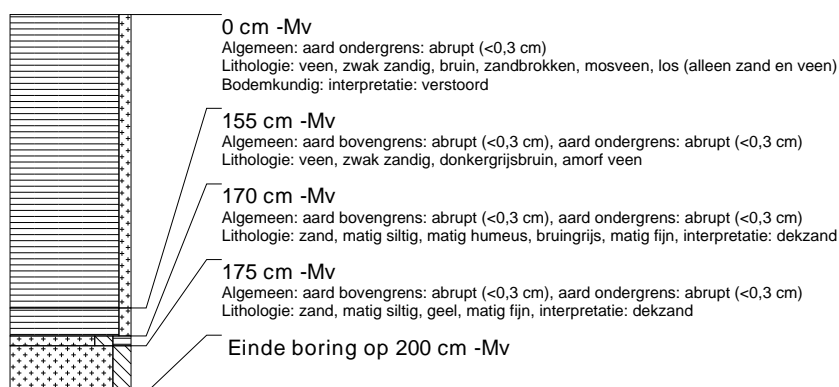 0 cm -Mv
Algemeen: aard ondergrens: abrupt (<0,3 cm)
Lithologie: veen, zwak zandig, bruin, zandbrokken, mosveen, los (alleen zand en veen)
Bodemkundig: interpretatie: verstoord
155 cm -Mv
Algemeen: aard bovengrens: abrupt (<0,3 cm), aard ondergrens: abrupt (<0,3 cm)
Lithologie: veen, zwak zandig, donkergrijsbruin, amorf veen
170 cm -Mv
Algemeen: aard bovengrens: abrupt (<0,3 cm), aard ondergrens: abrupt (<0,3 cm)
Lithologie: zand, matig siltig, matig humeus, bruingrijs, matig fijn, interpretatie: dekzand
175 cm -Mv
Algemeen: aard bovengrens: abrupt (<0,3 cm), aard ondergrens: abrupt (<0,3 cm)
Lithologie: zand, matig siltig, geel, matig fijn, interpretatie: dekzand
Einde boring op 200 cm -Mv